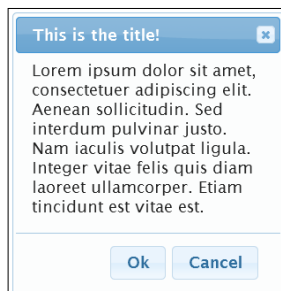 This is the title!
Lorem ipsum dolor sit amet,
consectetuer adipiscing elit.
Aenean sollicitudin. Sed
interdum pulvinar justo.
Nam iaculis volutpat ligula.
Integer vitae felis quis diam
laoreet ullamcorper. Etiam
tincidunt est vitae est.
Ok Cancel